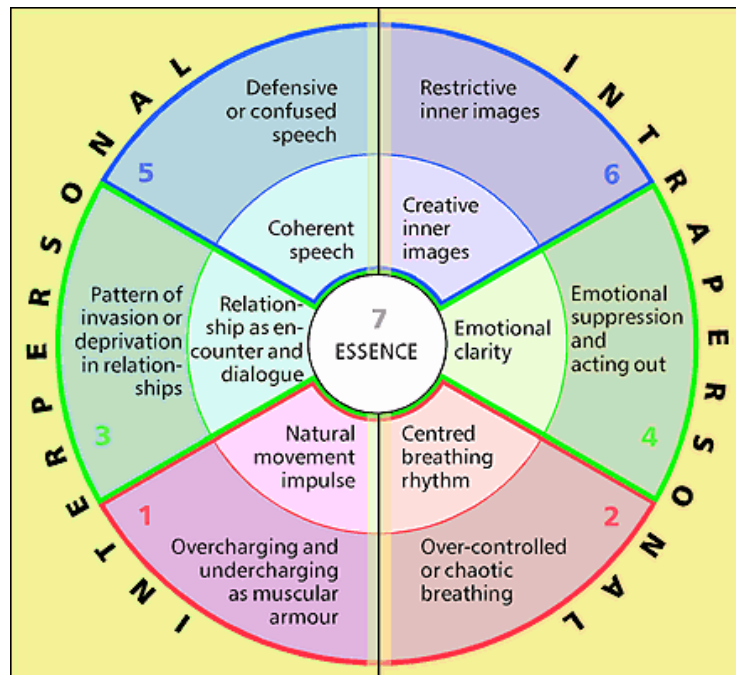 INTERPERSONAL
INTRAPERSONAL
Defensive
or confused
speech
5
Restrictive
inner images
6
Coherent
speech
Creative
inner
images
Pattern of
invasion or
deprivation
in relation-
ships
3
Relation-
ship as en-
counter and
dialogue
7
ESSENCE
Emotional
clarity
Emotional
suppression
and
acting out
4
Natural
movement
impulse
Centred
breathing
rhythm
1
Overcharging and
undercharging
as muscular
armour
2
Over-controlled
or chaotic
breathing